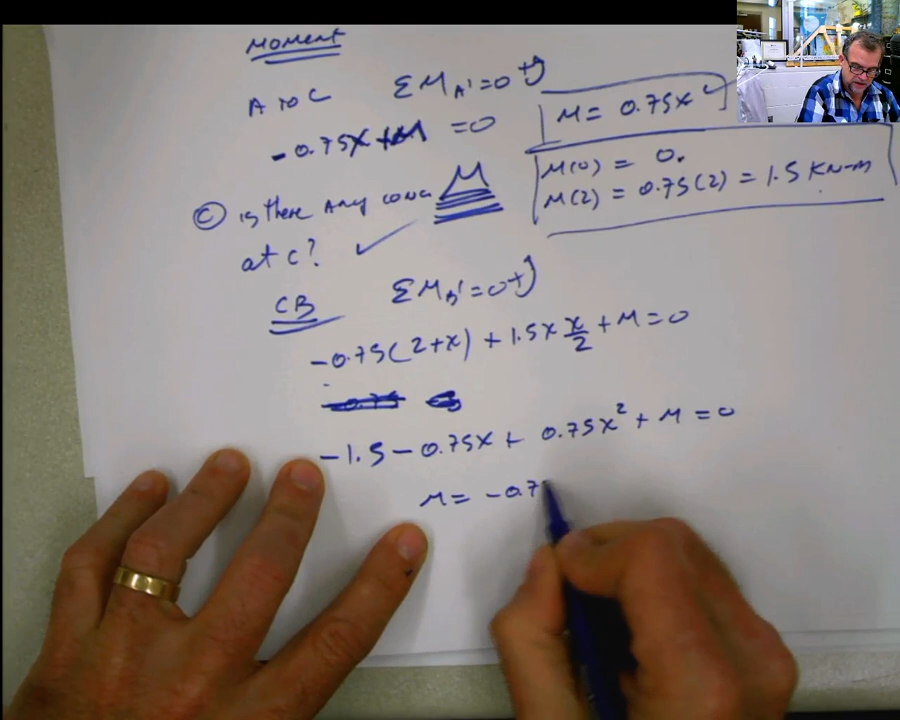 MOMENT
A TO C ΣM_A' = 0 +
-0.75x + M = 0
M = 0.75x
M(0) = 0.
M(2) = 0.75(2) = 1.5 KN-m
Ⓒ is there Any conc M
at C? ✓
CB ΣM_B' = 0 +
-0.75(2+x) + 1.5x x/2 + M = 0
-1.5 - 0.75x + 0.75x² + M = 0
M = -0.7